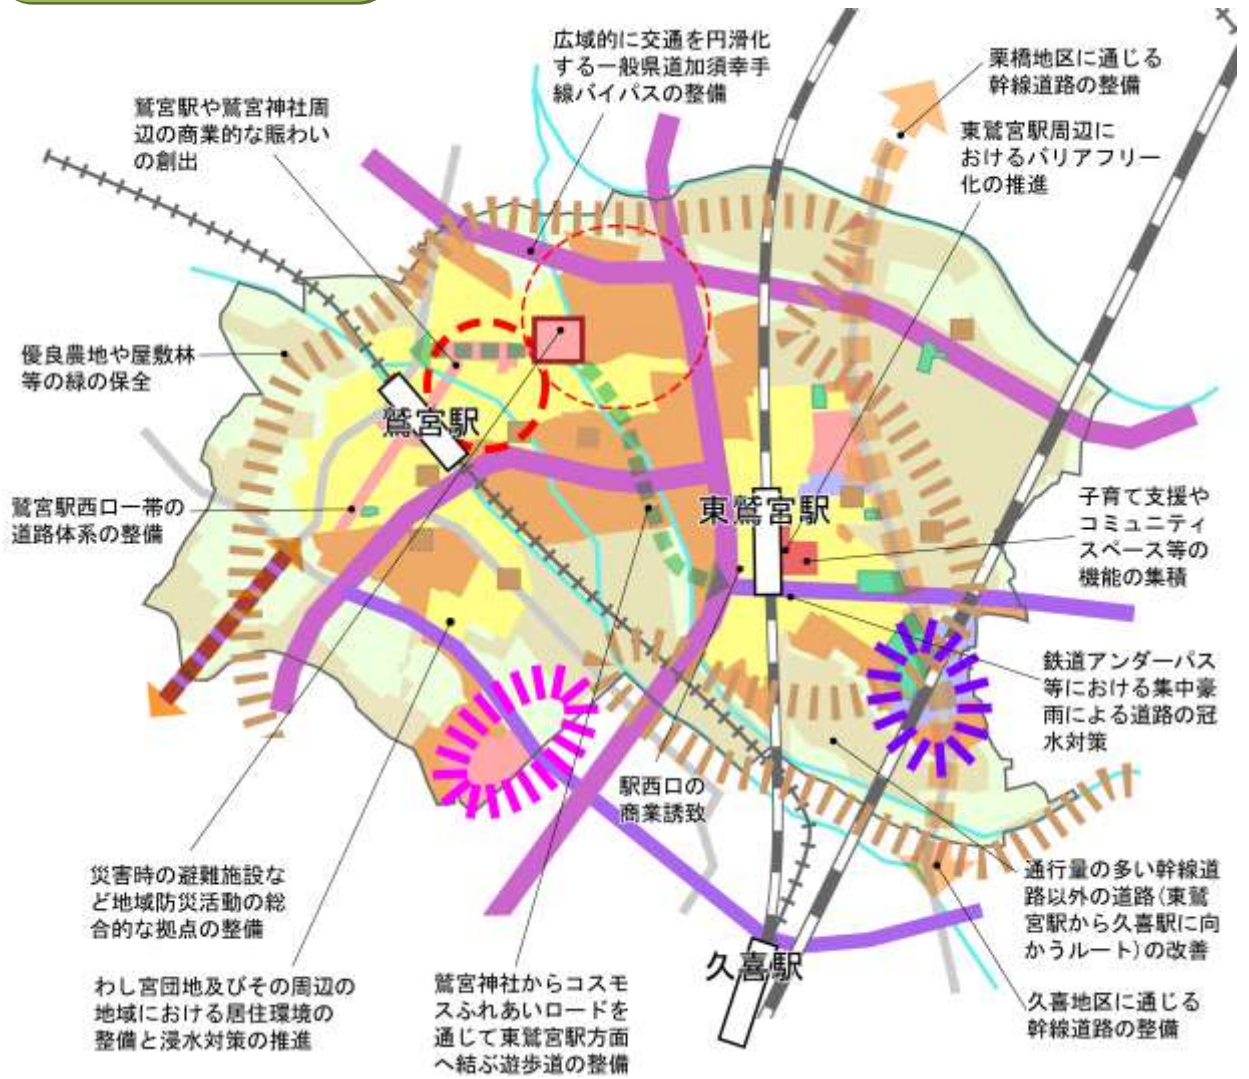 広域的に交通を円滑化
する一般県道加須幸手
線バイパスの整備
栗橋地区に通じる
幹線道路の整備
鷲宮駅や鷲宮神社周
辺の商業的な賑わい
の創出
東鷲宮駅周辺に
おけるバリアフリー
化の推進
優良農地や屋敷林
等の緑の保全
鷲宮駅
鷲宮駅西口一帯の
道路体系の整備
東鷲宮駅
子育て支援や
コミュニティ
スペース等の
機能の集積
鉄道アンダーパス
等における集中豪
雨による道路の冠
水対策
駅西口の
商業誘致
災害時の避難施設な
ど地域防災活動の総
合的な拠点の整備
通行量の多い幹線道
路以外の道路(東鷲
宮駅から久喜駅に向
かうルート)の改善
久喜駅
わし宮団地及びその周辺の
地域における居住環境の
整備と浸水対策の推進
鷲宮神社からコスモ
スふれあいロードを
通じて東鷲宮駅方面
へ結ぶ遊歩道の整備
久喜地区に通じる
幹線道路の整備